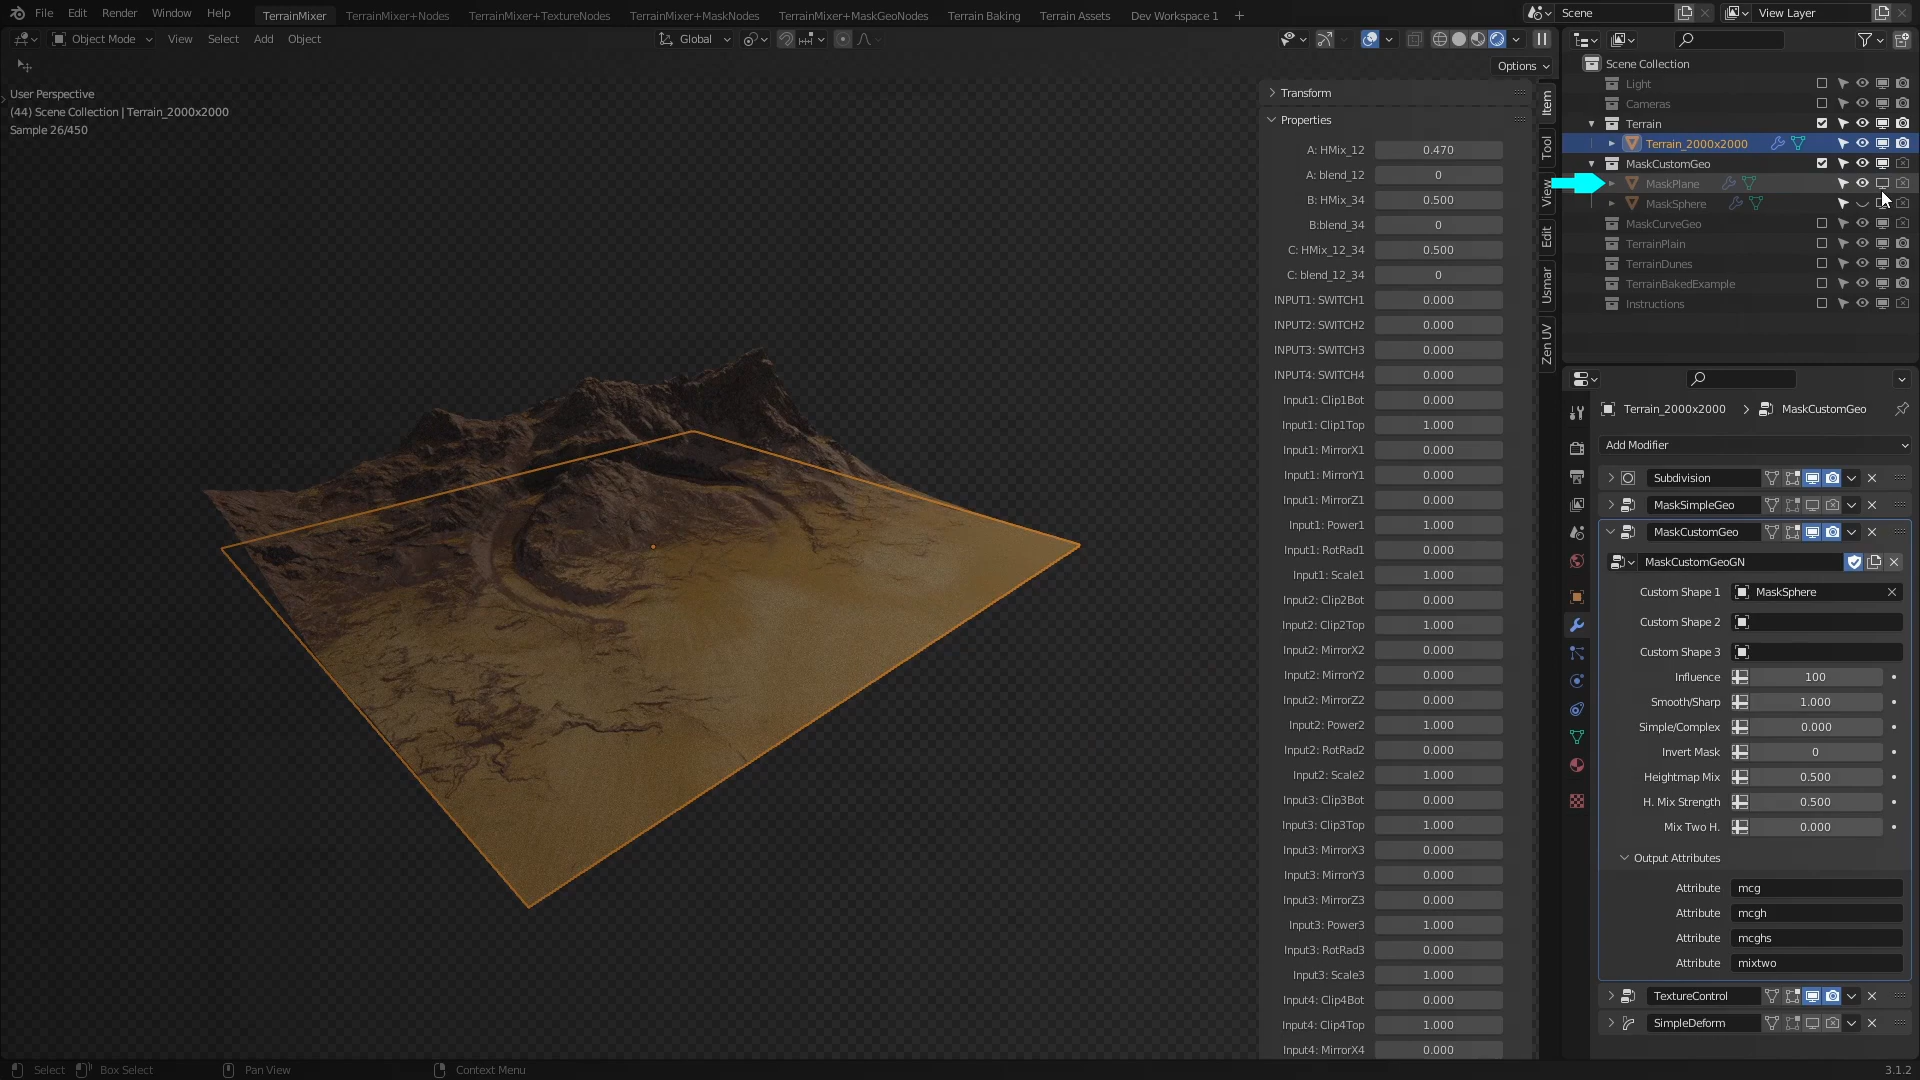 File Edit Render Window Help TerrainMixer TerrainMixer+Nodes TerrainMixer+TextureNodes TerrainMixer+MaskNodes TerrainMixer+MaskGeoNodes Terrain Baking Terrain Assets Dev Workspace 1 + Scene View Layer
Object Mode View Select Add Object Global
Options
User Perspective
(44) Scene Collection | Terrain_2000x2000
Sample 26/450
Transform
Properties
A: HMix_12 0.470
A: blend_12 0
B: HMix_34 0.500
B:blend_34 0
C: HMix_12_34 0.500
C: blend_12_34 0
INPUT1: SWITCH1 0.000
INPUT2: SWITCH2 0.000
INPUT3: SWITCH3 0.000
INPUT4: SWITCH4 0.000
Input1: Clip1Bot 0.000
Input1: Clip1Top 1.000
Input1: MirrorX1 0.000
Input1: MirrorY1 0.000
Input1: MirrorZ1 0.000
Input1: Power1 1.000
Input1: RotRad1 0.000
Input1: Scale1 1.000
Input2: Clip2Bot 0.000
Input2: Clip2Top 1.000
Input2: MirrorX2 0.000
Input2: MirrorY2 0.000
Input2: MirrorZ2 0.000
Input2: Power2 1.000
Input2: RotRad2 0.000
Input2: Scale2 1.000
Input3: Clip3Bot 0.000
Input3: Clip3Top 1.000
Input3: MirrorX3 0.000
Input3: MirrorY3 0.000
Input3: MirrorZ3 0.000
Input3: Power3 1.000
Input3: RotRad3 0.000
Input3: Scale3 1.000
Input4: Clip4Bot 0.000
Input4: Clip4Top 1.000
Input4: MirrorX4 0.000
Item
Tool
View
Edit
Usmar
Zen UV
Scene Collection
Light
Cameras
Terrain
Terrain_2000x2000
MaskCustomGeo
MaskPlane
MaskSphere
MaskCurveGeo
TerrainPlain
TerrainDunes
TerrainBakedExample
Instructions
Terrain_2000x2000 > MaskCustomGeo
Add Modifier
Subdivision
MaskSimpleGeo
MaskCustomGeo
MaskCustomGeoGN
Custom Shape 1 MaskSphere
Custom Shape 2
Custom Shape 3
Influence 100
Smooth/Sharp 1.000
Simple/Complex 0.000
Invert Mask 0
Heightmap Mix 0.500
H. Mix Strength 0.500
Mix Two H. 0.000
Output Attributes
Attribute mcg
Attribute mcgh
Attribute mcghs
Attribute mixtwo
TextureControl
SimpleDeform
Select Box Select Pan View Context Menu 3.1.2